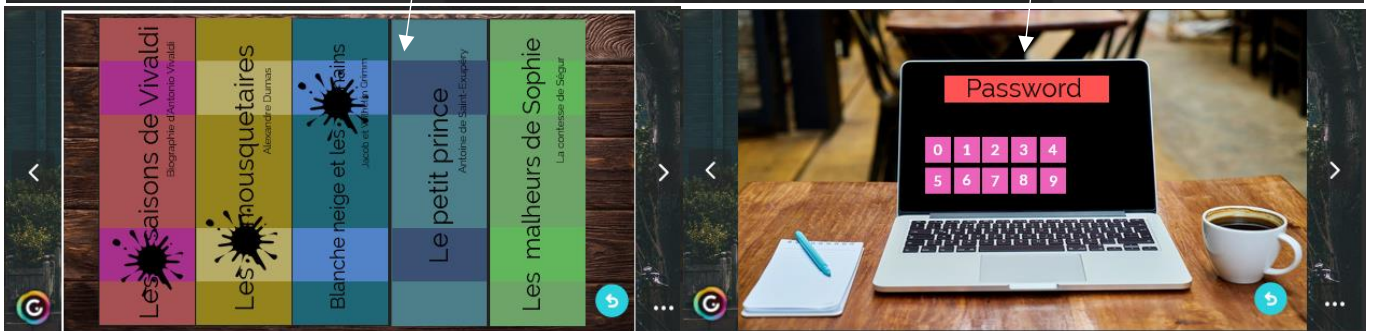 Les saisons de Vivaldi
Biographie d'Antonio Vivaldi
Les mousquetaires
Alexandre Dumas
Blanche neige et les nains
Jacob et Wilhelm Grimm
Le petit prince
Antoine de Saint-Exupéry
Les malheurs de Sophie
La contesse de Ségur
Password
0 1 2 3 4
5 6 7 8 9